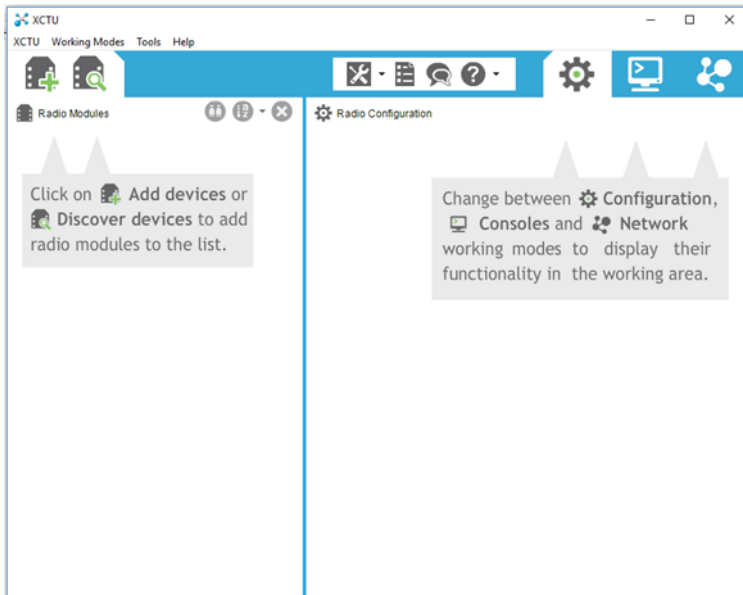 XCTU
XCTU Working Modes Tools Help
Radio Modules
Radio Configuration
Click on Add devices or
Discover devices to add
radio modules to the list.
Change between Configuration,
Consoles and Network
working modes to display their
functionality in the working area.